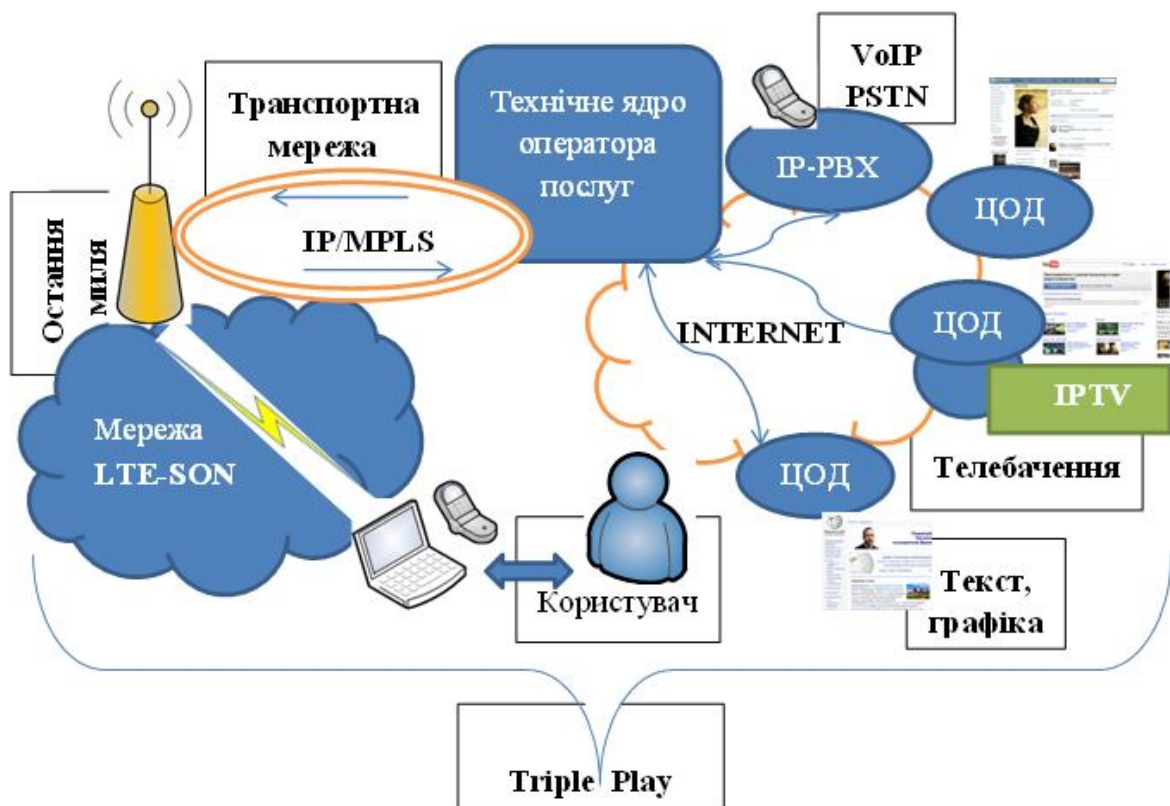 Транспортна
мережа
Технічне ядро
оператора
послуг
VoIP
PSTN
IP-PBX
ЦОД
Остання
миля
IP/MPLS
INTERNET
ЦОД
IPTV
Мережа
LTE-SON
ЦОД
Телебачення
Користувач
Текст,
графіка
Triple Play